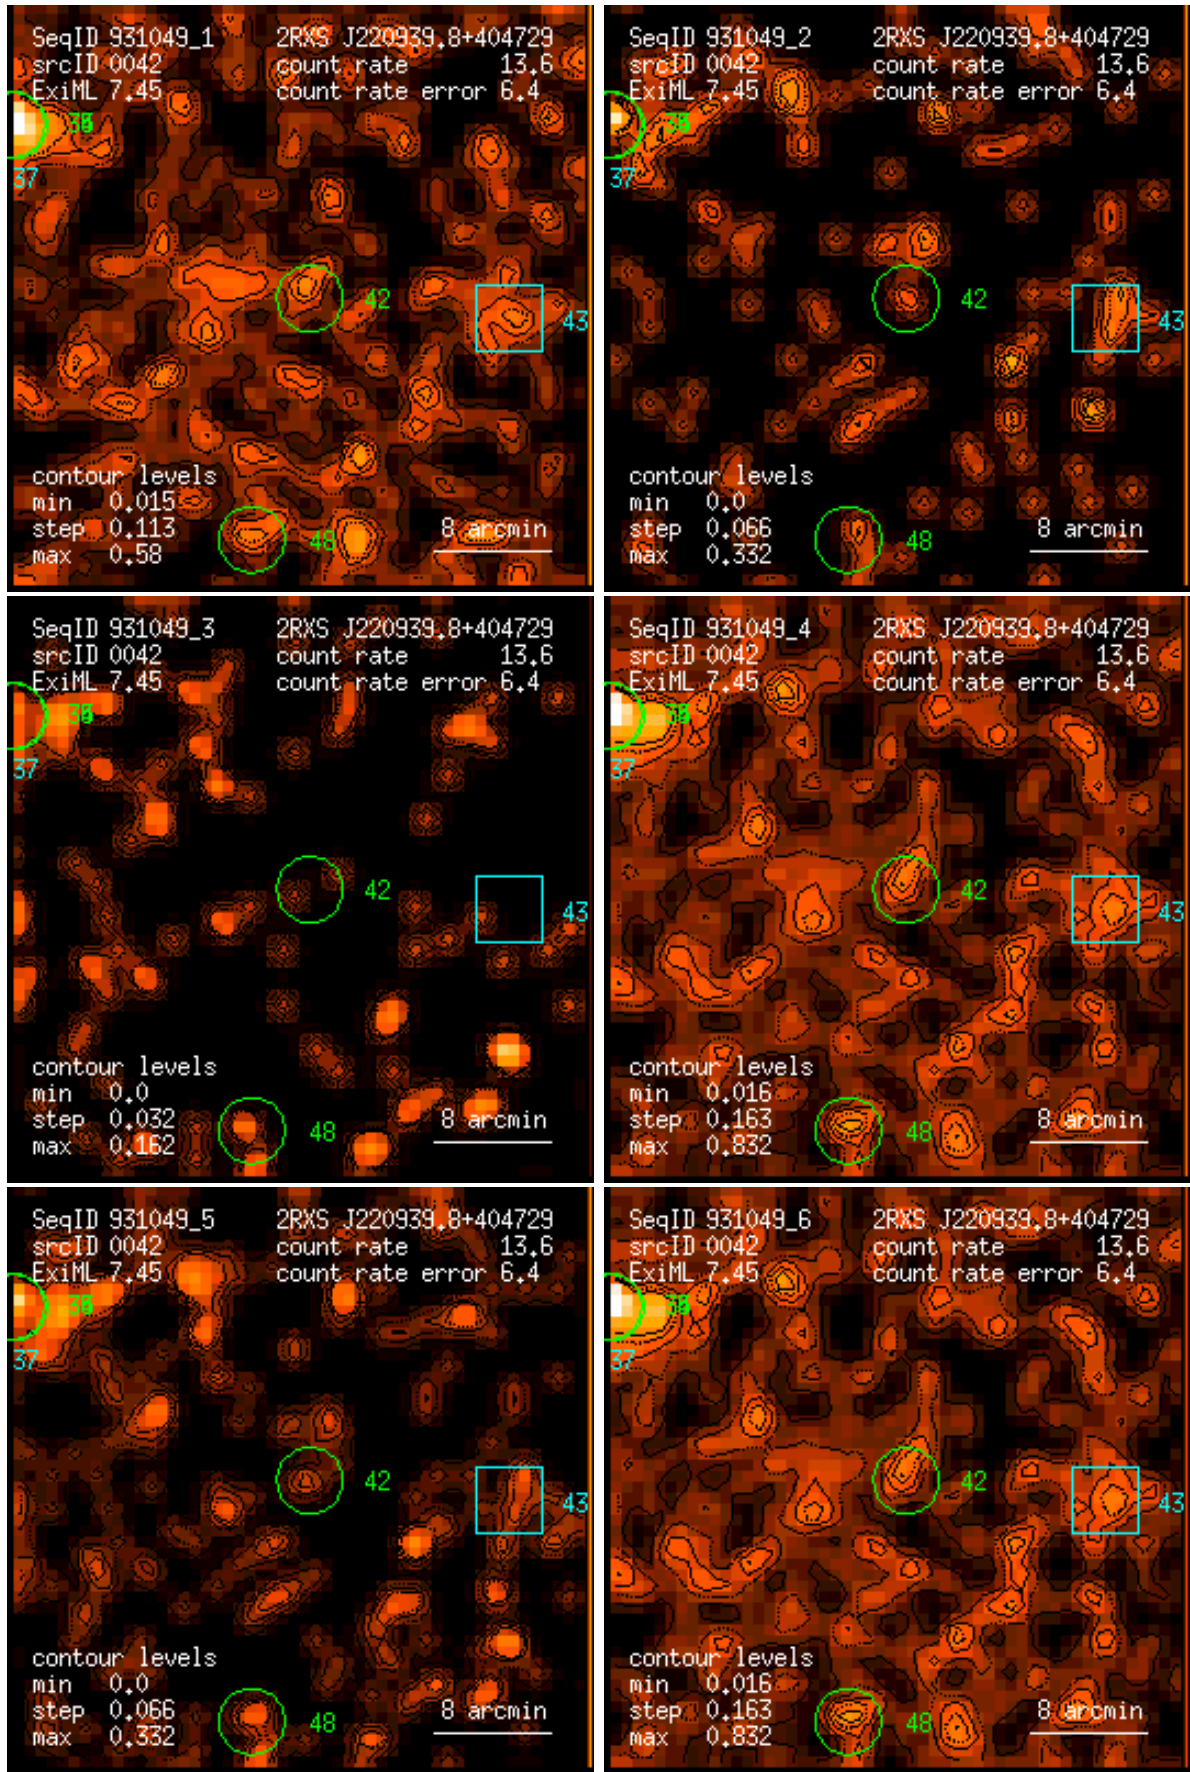 SeqID 931049_1 2RXS J220939.8+404729
srcID 0042 count rate 13.6
ExiML 7.45 count rate error 6.4
37
42
43
contour levels
min 0.015
step 0.113 48 8 arcmin
max 0.58
SeqID 931049_2 2RXS J220939.8+404729
srcID 0042 count rate 13.6
ExiML 7.45 count rate error 6.4
37
42
43
contour levels
min 0.0
step 0.066 48 8 arcmin
max 0.332
SeqID 931049_3 2RXS J220939.8+404729
srcID 0042 count rate 13.6
ExiML 7.45 count rate error 6.4
37
42
43
contour levels
min 0.0
step 0.032 48 8 arcmin
max 0.162
SeqID 931049_4 2RXS J220939.8+404729
srcID 0042 count rate 13.6
ExiML 7.45 count rate error 6.4
37
42
43
contour levels
min 0.016
step 0.163 48 8 arcmin
max 0.832
SeqID 931049_5 2RXS J220939.8+404729
srcID 0042 count rate 13.6
ExiML 7.45 count rate error 6.4
37
42
43
contour levels
min 0.0
step 0.066 48 8 arcmin
max 0.332
SeqID 931049_6 2RXS J220939.8+404729
srcID 0042 count rate 13.6
ExiML 7.45 count rate error 6.4
37
42
43
contour levels
min 0.016
step 0.163 48 8 arcmin
max 0.832